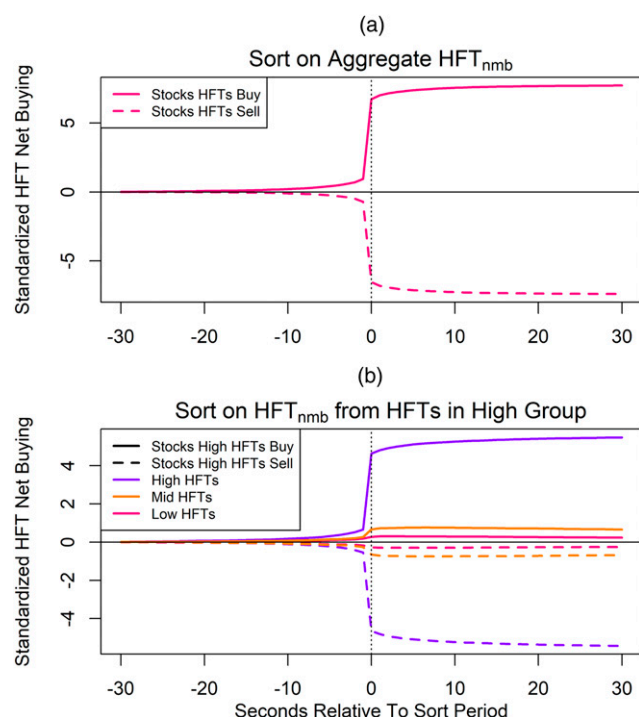 (a)
Sort on Aggregate HFTnmb
Stocks HFTs Buy
Stocks HFTs Sell
Standardized HFT Net Buying
5
0
-5
-30 -20 -10 0 10 20 30
(b)
Sort on HFTnmb from HFTs in High Group
Stocks High HFTs Buy
Stocks High HFTs Sell
High HFTs
Mid HFTs
Low HFTs
Standardized HFT Net Buying
4
2
0
-2
-4
-30 -20 -10 0 10 20 30
Seconds Relative To Sort Period